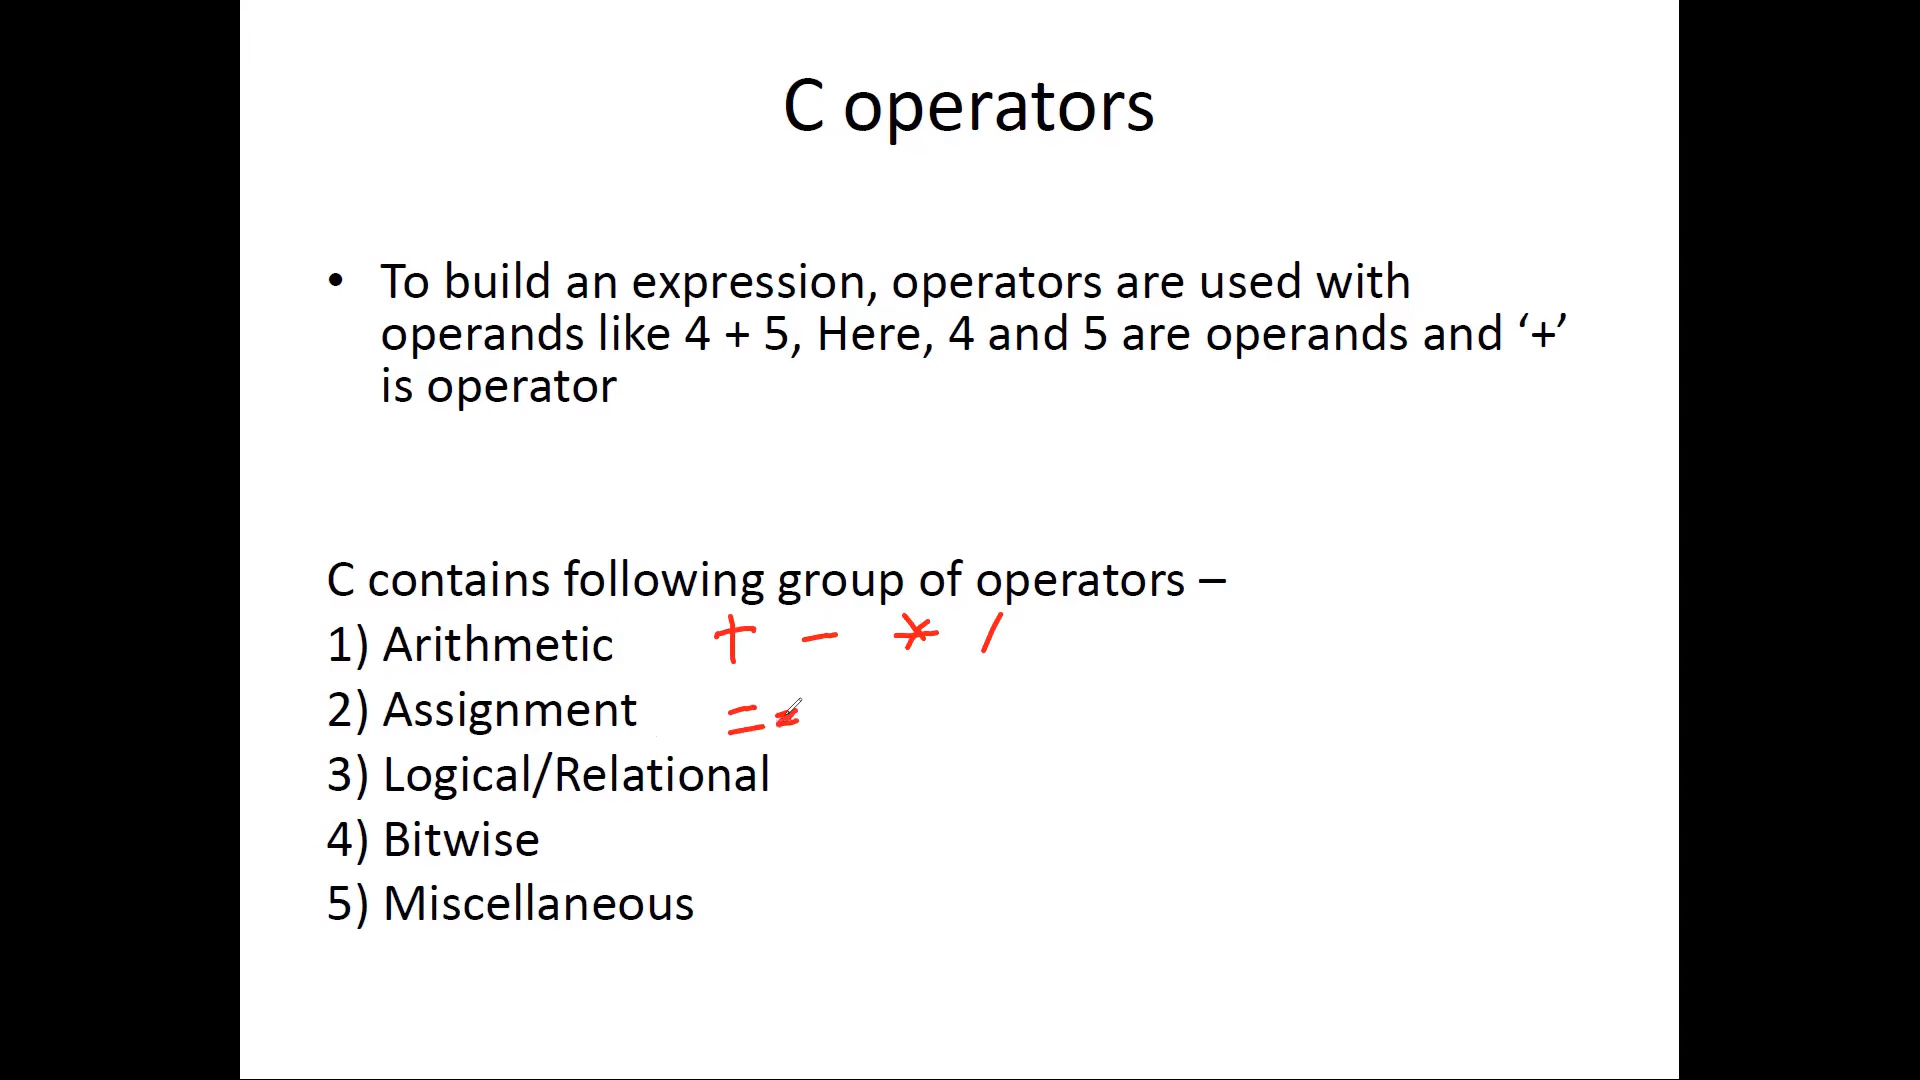 C operators
• To build an expression, operators are used with
operands like 4 + 5, Here, 4 and 5 are operands and ‘+’
is operator
C contains following group of operators –
1) Arithmetic + - * /
2) Assignment = =
3) Logical/Relational
4) Bitwise
5) Miscellaneous